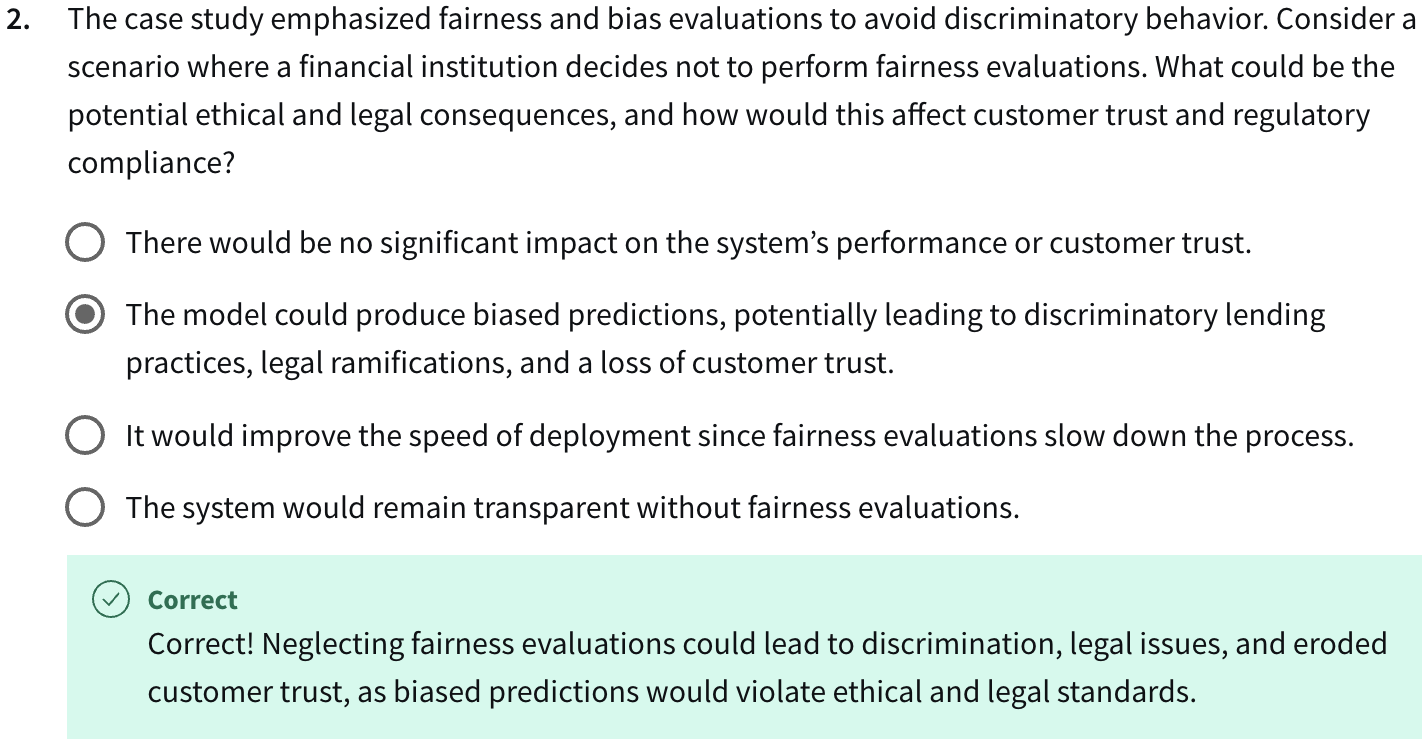 2. The case study emphasized fairness and bias evaluations to avoid discriminatory behavior. Consider a
scenario where a financial institution decides not to perform fairness evaluations. What could be the
potential ethical and legal consequences, and how would this affect customer trust and regulatory
compliance?
There would be no significant impact on the system’s performance or customer trust.
The model could produce biased predictions, potentially leading to discriminatory lending
practices, legal ramifications, and a loss of customer trust.
It would improve the speed of deployment since fairness evaluations slow down the process.
The system would remain transparent without fairness evaluations.
Correct
Correct! Neglecting fairness evaluations could lead to discrimination, legal issues, and eroded
customer trust, as biased predictions would violate ethical and legal standards.